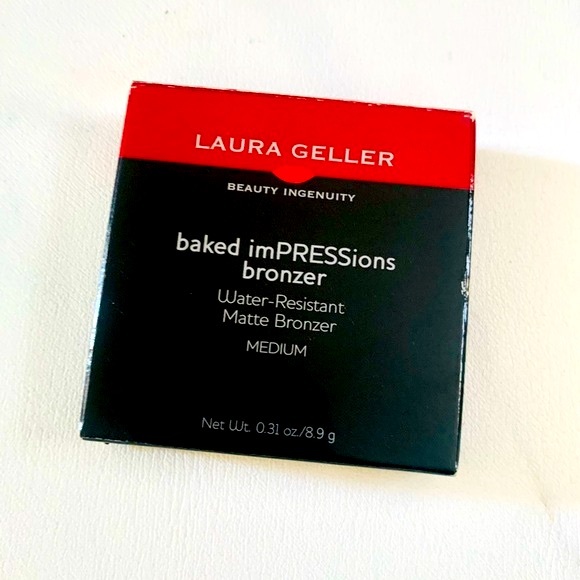 LAURA GELLER
BEAUTY INGENUITY
baked imPRESSions
bronzer
Water-Resistant
Matte Bronzer
MEDIUM
Net Wt. 0.31 oz./8.9 g